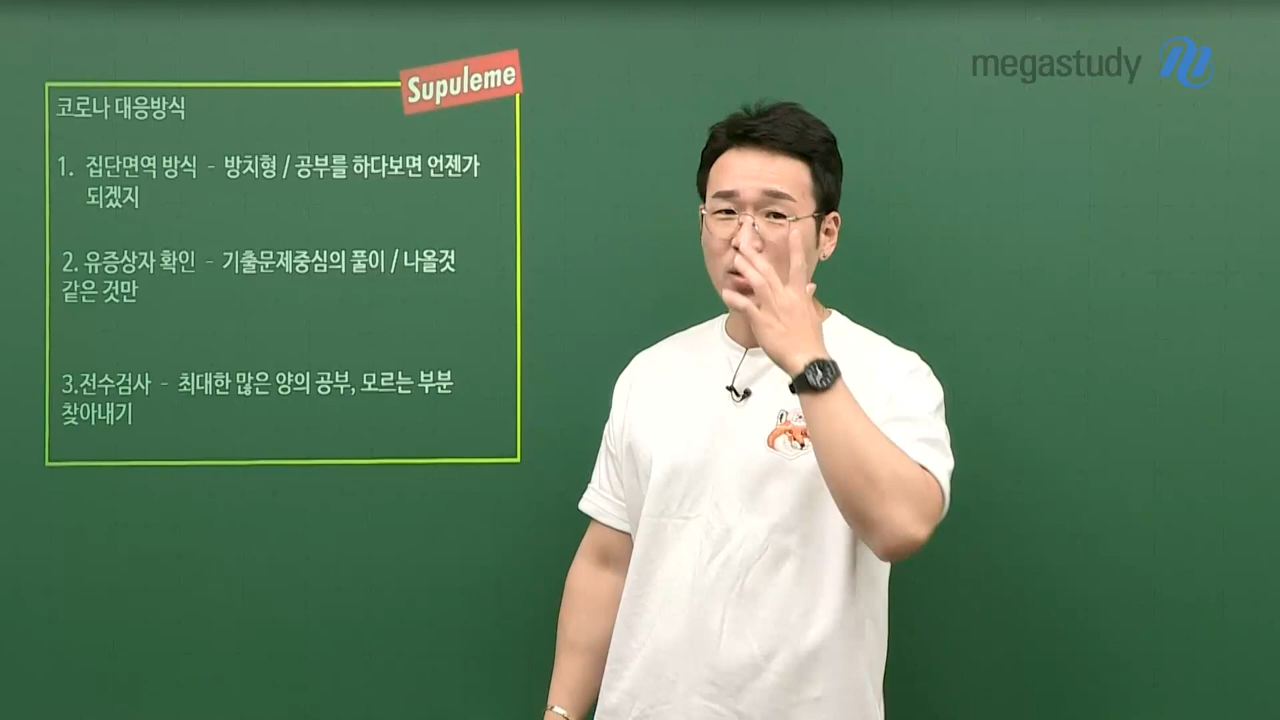 megastudy
Supuleme
코로나 대응방식
1. 집단면역 방식 - 방치형 / 공부를 하다보면 언젠가
되겠지
2. 유증상자 확인 - 기출문제중심의 풀이 / 나올것
같은 것만
3.전수검사 - 최대한 많은 양의 공부, 모르는 부분
찾아내기